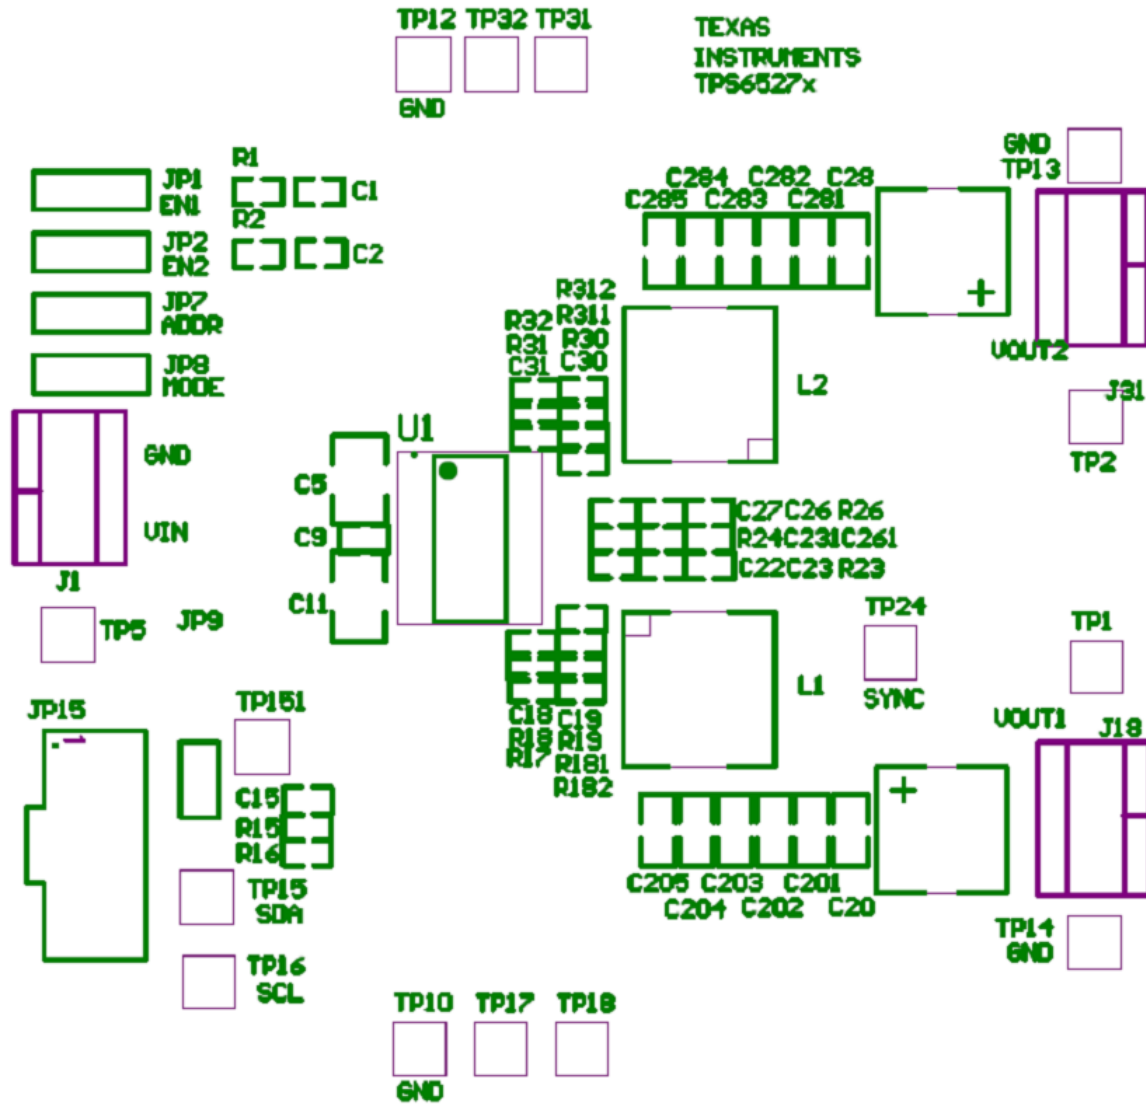 TP12 TP32 TP31
GND
TEXAS
INSTRUMENTS
TPS6527x
GND
TP13
JP1
EN1
R1
C1
JP2
EN2
R2
C2
JP7
ADDR
JP8
MODE
C284 C282 C28
C285 C283 C281
+
VOUT2
J31
TP2
R312
R32 R311
R31 R30
C31 C30
L2
U1
GND
VIN
J1
C5
C9
C11
C27 C26 R26
R24 C231 C261
C22 C23 R23
TP5
JP9
TP24
SYNC
TP1
L1
VOUT1
J18
C18 C19
R18 R19
R17 R181
R182
JP15
1
TP151
C15
R15
R16
TP15
SDA
TP16
SCL
+
C205 C203 C201
C204 C202 C20
TP14
GND
TP10 TP17 TP18
GND